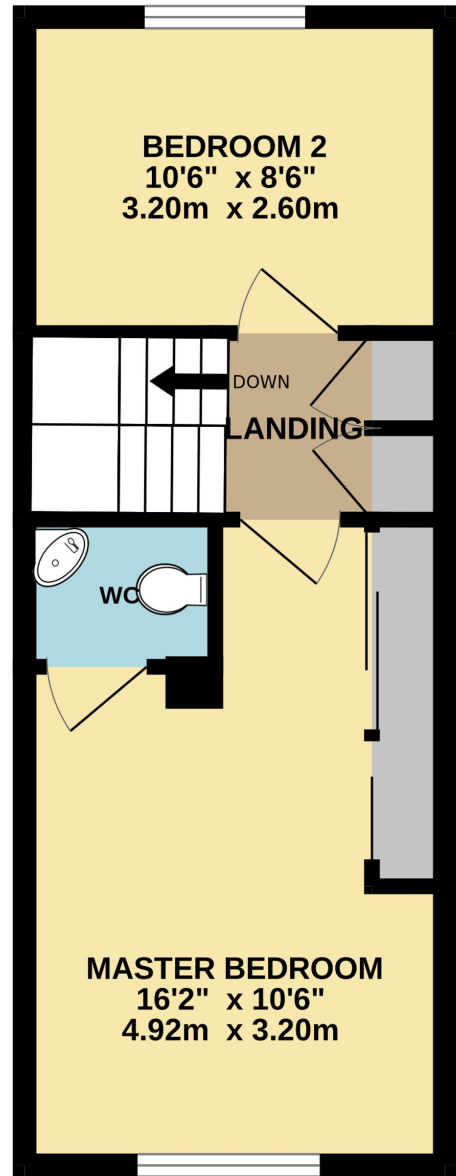 BEDROOM 2
10'6" x 8'6"
3.20m x 2.60m
DOWN
LANDING
WC
MASTER BEDROOM
16'2" x 10'6"
4.92m x 3.20m